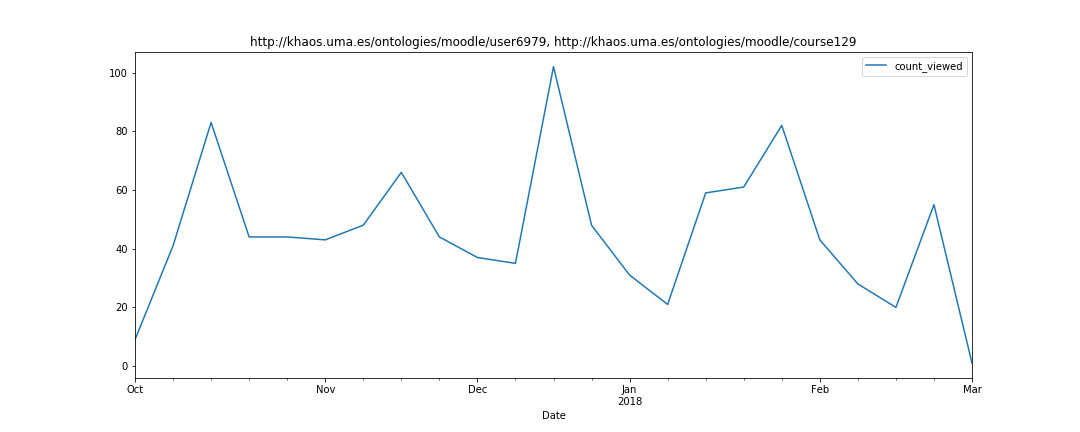 http://khaos.uma.es/ontologies/moodle/user6979, http://khaos.uma.es/ontologies/moodle/course129
count_viewed
100
80
60
40
20
0
Oct Nov Dec Jan Feb Mar
2018
Date